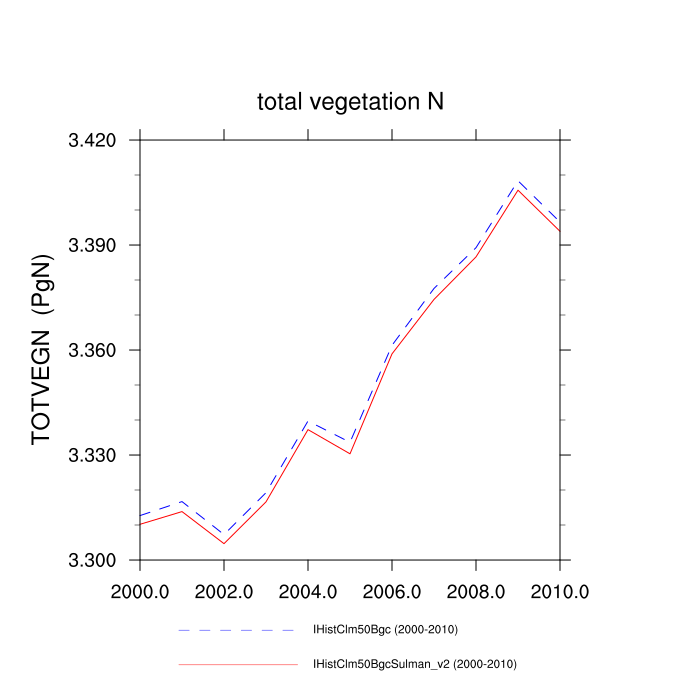 total vegetation N
3.420
3.390
3.360
3.330
3.300
TOTVEGN (PgN)
2000.0 2002.0 2004.0 2006.0 2008.0 2010.0
IHistClm50Bgc (2000-2010)
IHistClm50BgcSulman_v2 (2000-2010)